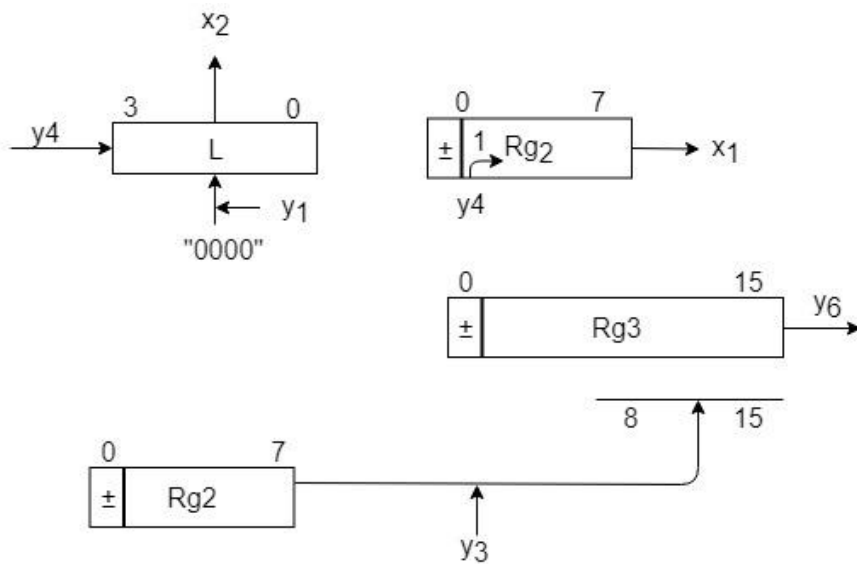 x2
3 0 0 7
y4 L ± 1 Rg2 x1
y1 y4
"0000"
0 15
± Rg3 y6
8 15
0 7
± Rg2
y3